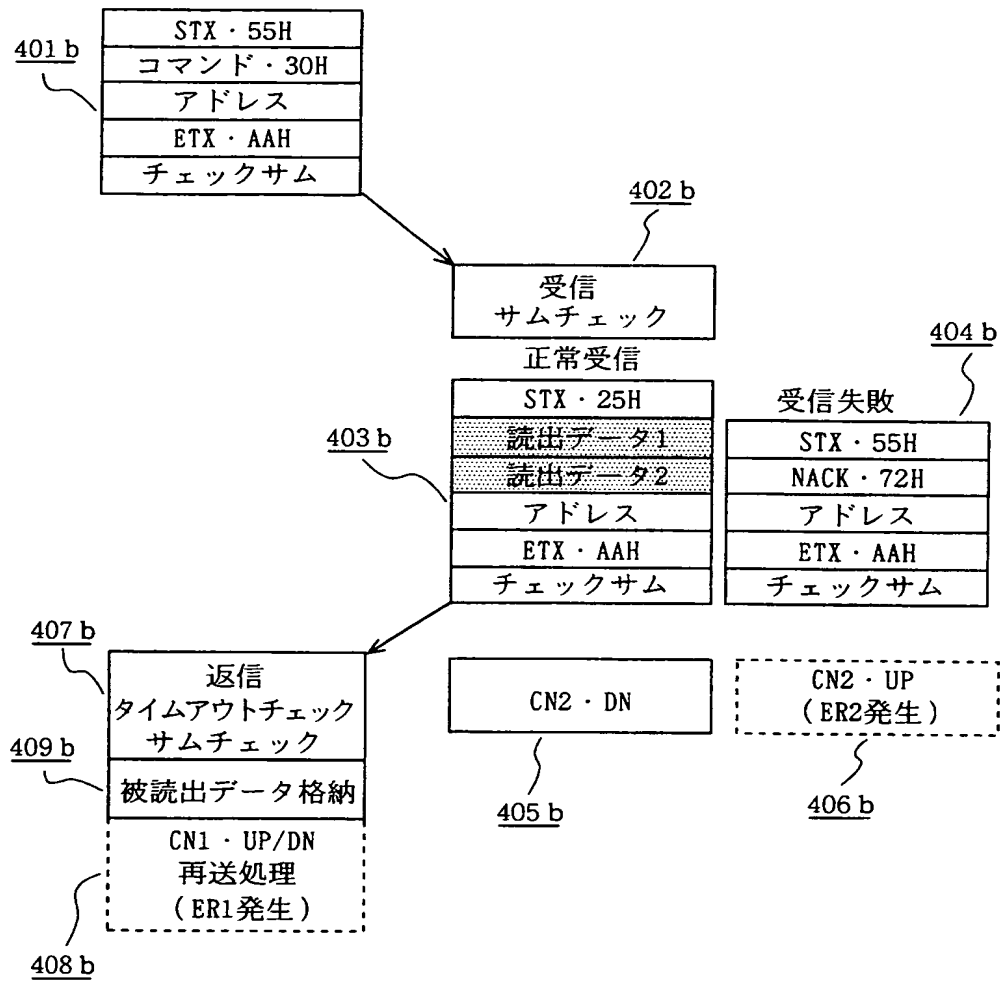 401b
STX・55H
コマンド・30H
アドレス
ETX・AAH
チェックサム
402b
受信
サムチェック
正常受信
403b
STX・25H
読出データ1
読出データ2
アドレス
ETX・AAH
チェックサム
404b
受信失敗
STX・55H
NACK・72H
アドレス
ETX・AAH
チェックサム
407b
返信
タイムアウトチェック
サムチェック
409b
被読出データ格納
CN1・UP/DN
再送処理
(ER1発生)
408b
CN2・DN
405b
CN2・UP
(ER2発生)
406b